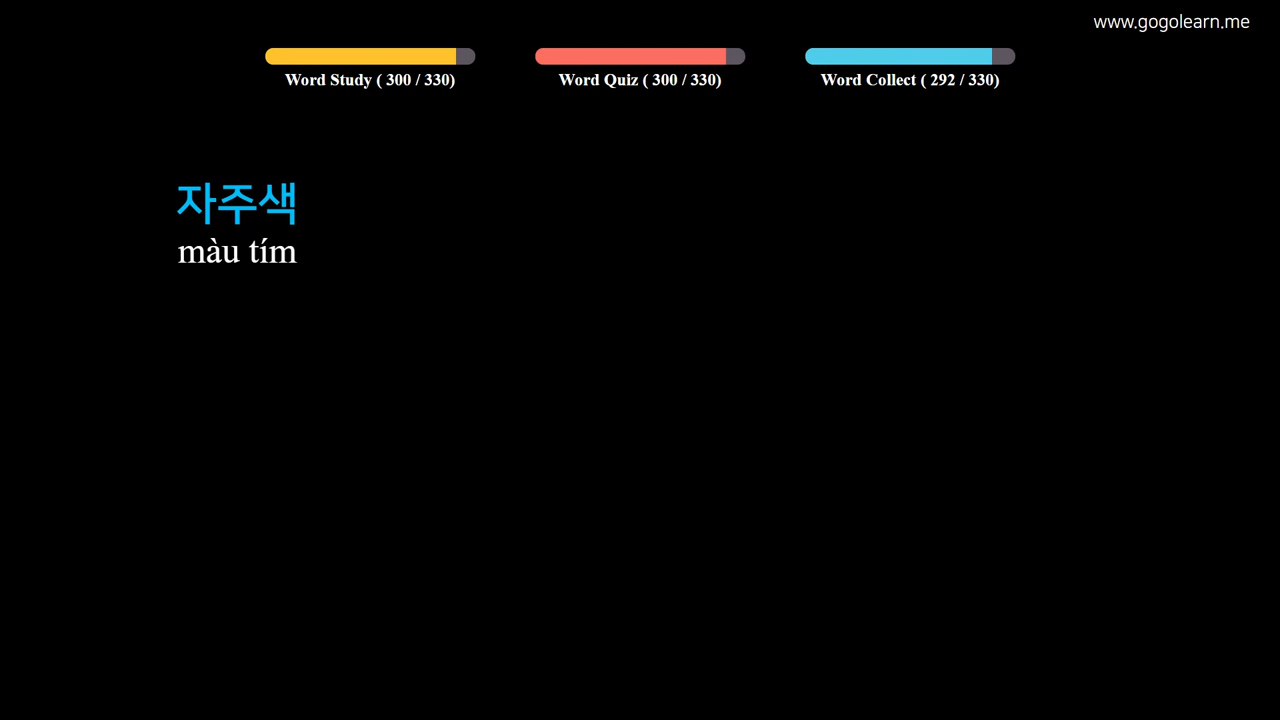 www.gogolearn.me
Word Study ( 300 / 330)
Word Quiz ( 300 / 330)
Word Collect ( 292 / 330)
자주색
màu tím